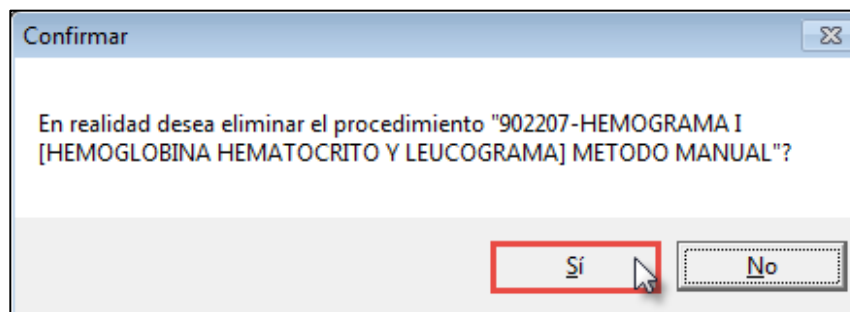 Confirmar
En realidad desea eliminar el procedimiento "902207-HEMOGRAMA I
[HEMOGLOBINA HEMATOCRITO Y LEUCOGRAMA] METODO MANUAL"?
Sí No